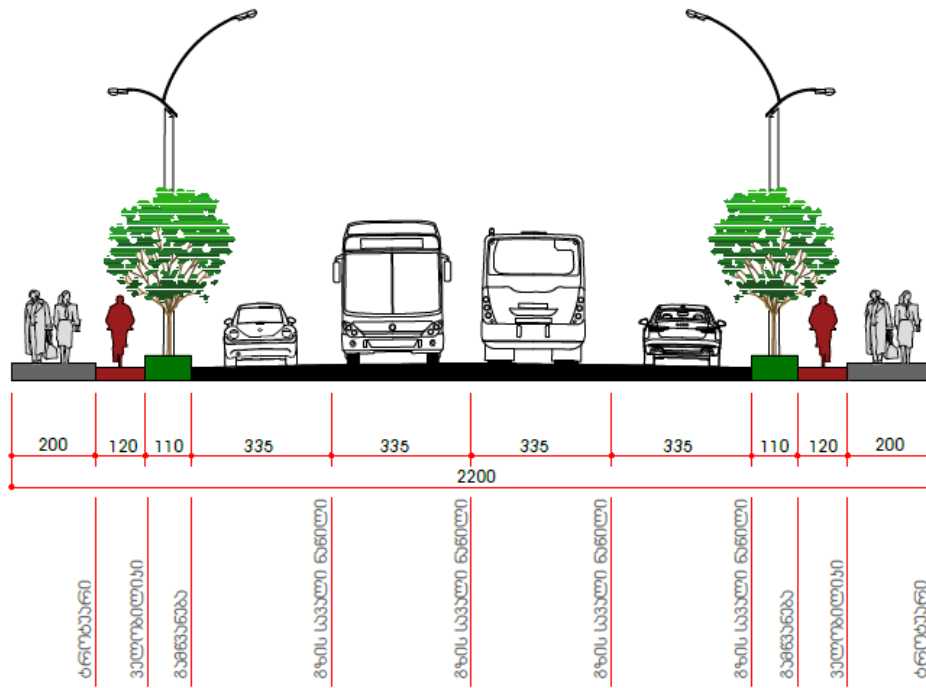 200 120 110 335 335 335 335 110 120 200
2200
ტროტუარი
ველობილიკი
გამწვანება
გზის სავალი ნაწილი
გზის სავალი ნაწილი
გზის სავალი ნაწილი
გზის სავალი ნაწილი
გამწვანება
ველობილიკი
ტროტუარი